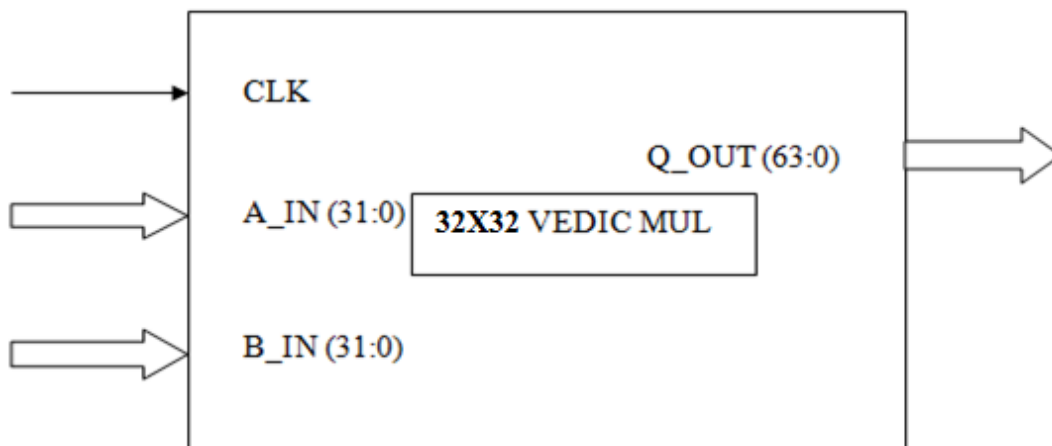 CLK
Q_OUT (63:0)
A_IN (31:0)
32X32 VEDIC MUL
B_IN (31:0)